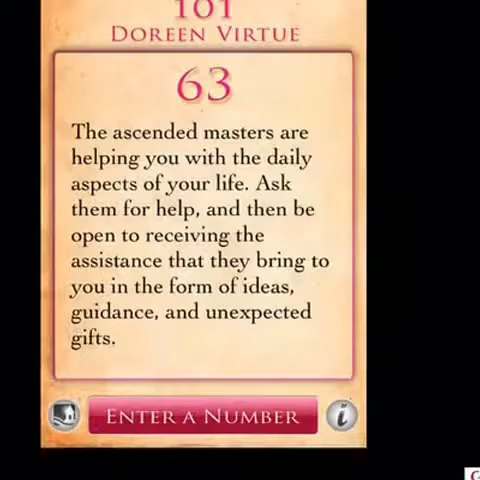 101
DOREEN VIRTUE
63
The ascended masters are
helping you with the daily
aspects of your life. Ask
them for help, and then be
open to receiving the
assistance that they bring to
you in the form of ideas,
guidance, and unexpected
gifts.
ENTER A NUMBER
i